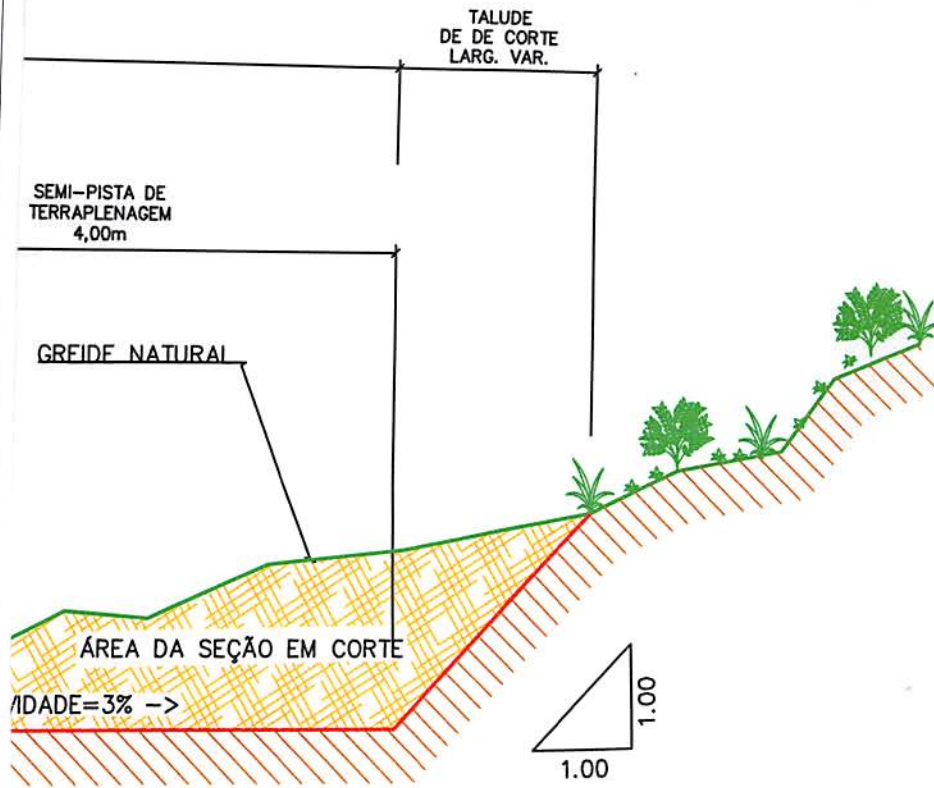 TALUDE
DE DE CORTE
LARG. VAR.
SEMI-PISTA DE
TERRAPLENAGEM
4,00m
GREIDE NATURAL
ÁREA DA SEÇÃO EM CORTE
VIDADE=3% ->
1.00
1.00